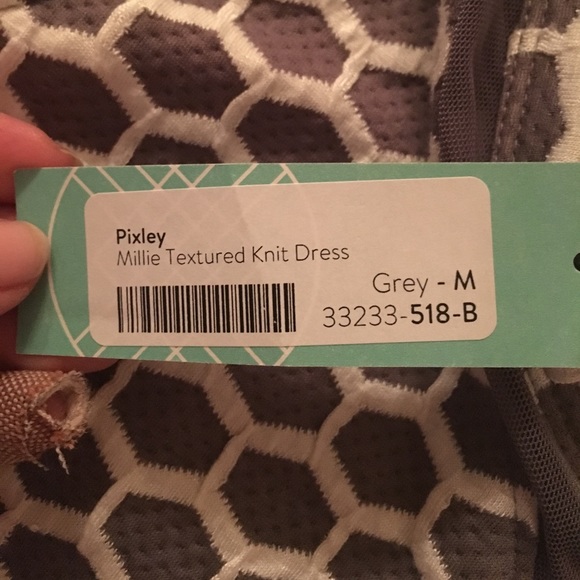 Pixley
Millie Textured Knit Dress
Grey - M
33233-518-B